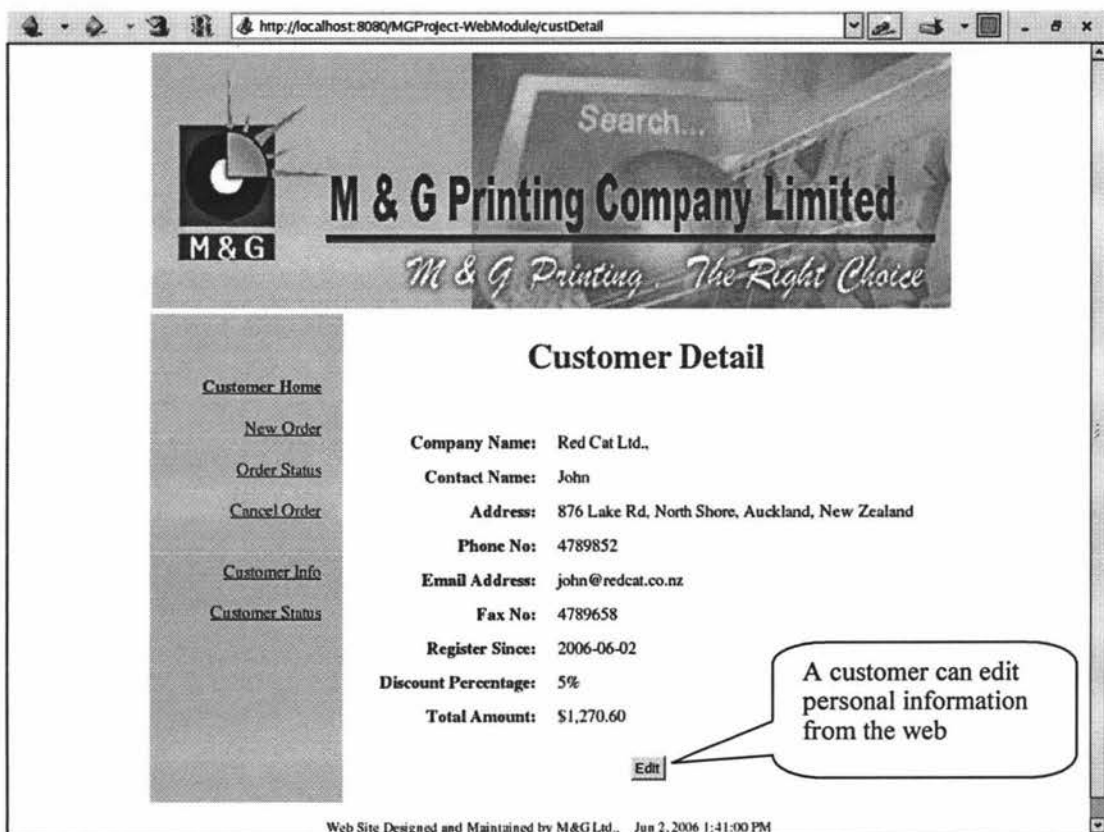 http://localhost:8080/MGProject-WebModule/custDetail
Search...
M & G Printing Company Limited
M & G
M & G Printing . The Right Choice
Customer Detail
Customer Home
New Order
Order Status
Cancel Order
Customer Info
Customer Status
Company Name: Red Cat Ltd.,
Contact Name: John
Address: 876 Lake Rd, North Shore, Auckland, New Zealand
Phone No: 4789852
Email Address: john@redcat.co.nz
Fax No: 4789658
Register Since: 2006-06-02
Discount Percentage: 5%
Total Amount: $1,270.60
A customer can edit
personal information
from the web
Edit
Web Site Designed and Maintained by M&G Ltd., Jun 2, 2006 1:41:00 PM